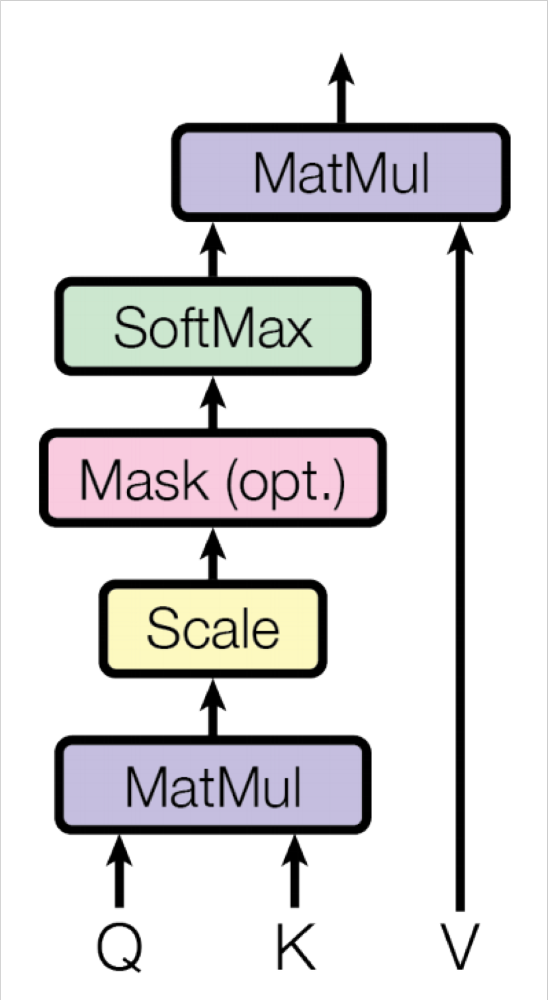 MatMul
SoftMax
Mask (opt.)
Scale
MatMul
Q K V